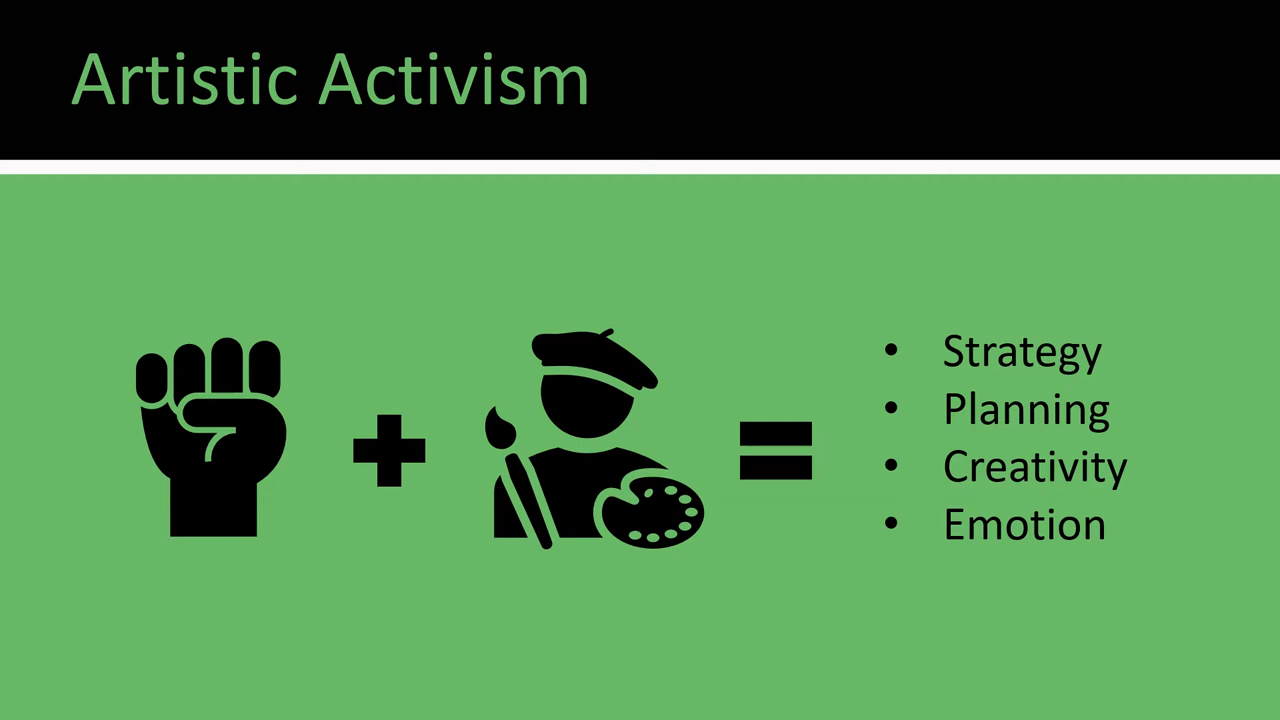 Artistic Activism
• Strategy
• Planning
• Creativity
• Emotion